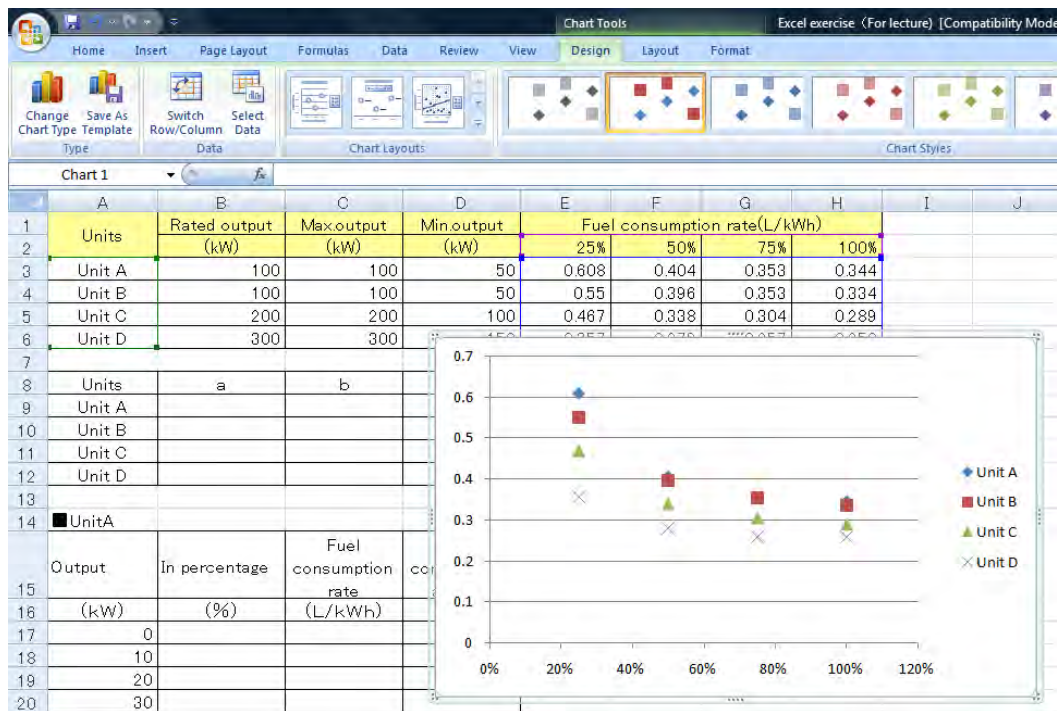 Chart Tools
Excel exercise (For lecture) [Compatibility Mode
Home Insert Page Layout Formulas Data Review View Design Layout Format
Change Chart Type
Save As Template
Switch Row/Column
Select Data
Type Data Chart Layouts Chart Styles
Chart 1 fx
A B C D E F G H I J
1 Units Rated output Max.output Min.output Fuel consumption rate(L/kWh)
2 (kW) (kW) (kW) 25% 50% 75% 100%
3 Unit A 100 100 50 0.608 0.404 0.353 0.344
4 Unit B 100 100 50 0.55 0.396 0.353 0.334
5 Unit C 200 200 100 0.467 0.338 0.304 0.289
6 Unit D 300 300
7
8 Units a b
9 Unit A
10 Unit B
11 Unit C
12 Unit D
13
14 ■UnitA
15 Output In percentage Fuel consumption rate
16 (kW) (%) (L/kWh)
17 0
18 10
19 20
20 30
0.7
0.6
0.5
0.4
0.3
0.2
0.1
0
0% 20% 40% 60% 80% 100% 120%
Unit A
Unit B
Unit C
Unit D